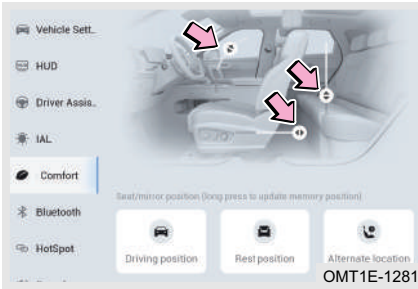 Vehicle Sett.
HUD
Driver Assis..
IAL
Comfort
Seat/mirror position (long press to update memory position)
Bluetooth
HotSpot
Driving position
Rest position
Alternate location
OMT1E-1281